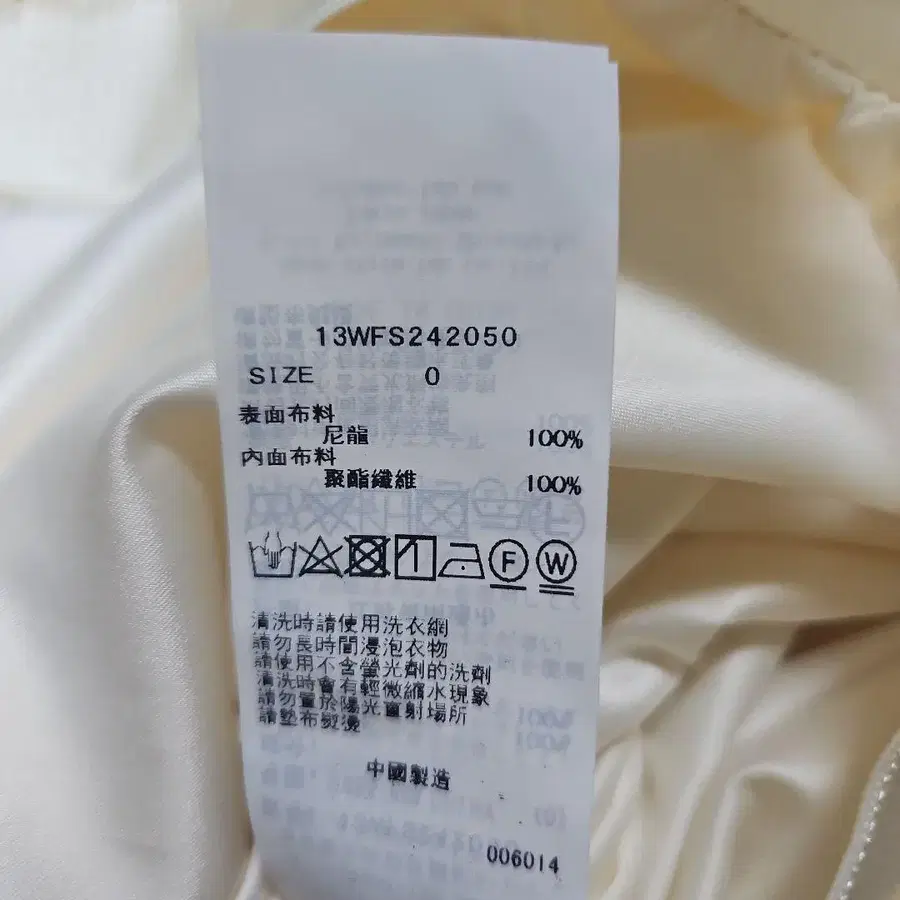 13WFS242050
SIZE 0
表面布料
尼龍 100%
內面布料
聚酯纖維 100%
F W
清洗時請使用洗衣網
請勿長時間浸泡衣物
請使用不含螢光劑的洗劑
清洗時會有輕微縮水現象
請勿置於陽光直射場所
請墊布熨燙
中國製造
006014